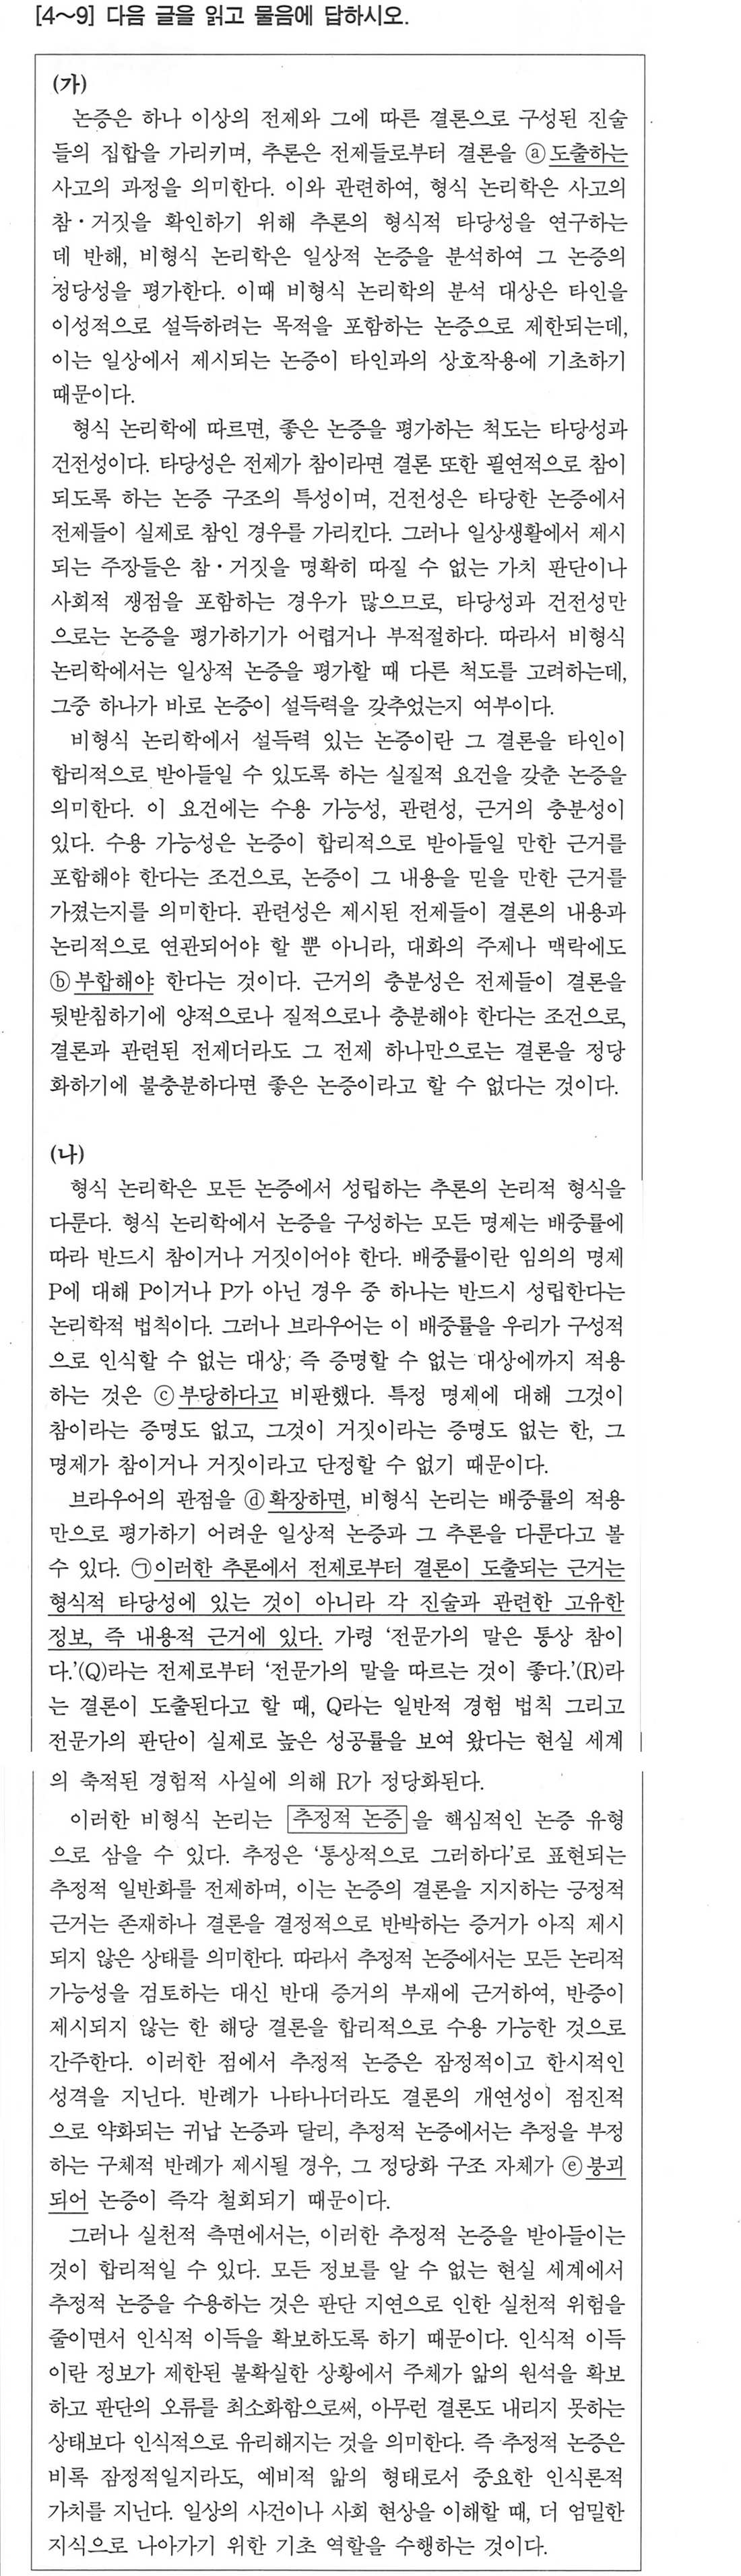 [4~9] 다음 글을 읽고 물음에 답하시오.
(가)
논증은 하나 이상의 전제와 그에 따른 결론으로 구성된 진술
들의 집합을 가리키며, 추론은 전제들로부터 결론을 ⓐ도출하는
사고의 과정을 의미한다. 이와 관련하여, 형식 논리학은 사고의
참·거짓을 확인하기 위해 추론의 형식적 타당성을 연구하는
데 반해, 비형식 논리학은 일상적 논증을 분석하여 그 논증의
정당성을 평가한다. 이때 비형식 논리학의 분석 대상은 타인을
이성적으로 설득하려는 목적을 포함하는 논증으로 제한되는데,
이는 일상에서 제시되는 논증이 타인과의 상호작용에 기초하기
때문이다.
형식 논리학에 따르면, 좋은 논증을 평가하는 척도는 타당성과
건전성이다. 타당성은 전제가 참이라면 결론 또한 필연적으로 참이
되도록 하는 논증 구조의 특성이며, 건전성은 타당한 논증에서
전제들이 실제로 참인 경우를 가리킨다. 그러나 일상생활에서 제시
되는 주장들은 참·거짓을 명확히 따질 수 없는 가치 판단이나
사회적 쟁점을 포함하는 경우가 많으므로, 타당성과 건전성만
으로는 논증을 평가하기가 어렵거나 부적절하다. 따라서 비형식
논리학에서는 일상적 논증을 평가할 때 다른 척도를 고려하는데,
그중 하나가 바로 논증이 설득력을 갖추었는지 여부이다.
비형식 논리학에서 설득력 있는 논증이란 그 결론을 타인이
합리적으로 받아들일 수 있도록 하는 실질적 요건을 갖춘 논증을
의미한다. 이 요건에는 수용 가능성, 관련성, 근거의 충분성이
있다. 수용 가능성은 논증이 합리적으로 받아들일 만한 근거를
포함해야 한다는 조건으로, 논증이 그 내용을 믿을 만한 근거를
가졌는지를 의미한다. 관련성은 제시된 전제들이 결론의 내용과
논리적으로 연관되어야 할 뿐 아니라, 대화의 주제나 맥락에도
ⓑ부합해야 한다는 것이다. 근거의 충분성은 전제들이 결론을
뒷받침하기에 양적으로나 질적으로나 충분해야 한다는 조건으로,
결론과 관련된 전제더라도 그 전제 하나만으로는 결론을 정당
화하기에 불충분하다면 좋은 논증이라고 할 수 없다는 것이다.
(나)
형식 논리학은 모든 논증에서 성립하는 추론의 논리적 형식을
다룬다. 형식 논리학에서 논증을 구성하는 모든 명제는 배중률에
따라 반드시 참이거나 거짓이어야 한다. 배중률이란 임의의 명제
P에 대해 P이거나 P가 아닌 경우 중 하나는 반드시 성립한다는
논리학적 법칙이다. 그러나 브라우어는 이 배중률을 우리가 구성적
으로 인식할 수 없는 대상, 즉 증명할 수 없는 대상에까지 적용
하는 것은 ⓒ부당하다고 비판했다. 특정 명제에 대해 그것이
참이라는 증명도 없고, 그것이 거짓이라는 증명도 없는 한, 그
명제가 참이거나 거짓이라고 단정할 수 없기 때문이다.
브라우어의 관점을 ⓓ확장하면, 비형식 논리는 배중률의 적용
만으로 평가하기 어려운 일상적 논증과 그 추론을 다룬다고 볼
수 있다. ㉠이러한 추론에서 전제로부터 결론이 도출되는 근거는
형식적 타당성에 있는 것이 아니라 각 진술과 관련한 고유한
정보, 즉 내용적 근거에 있다. 가령 '전문가의 말은 통상 참이
다.'(Q)라는 전제로부터 '전문가의 말을 따르는 것이 좋다.'(R)라
는 결론이 도출된다고 할 때, Q라는 일반적 경험 법칙 그리고
전문가의 판단이 실제로 높은 성공률을 보여 왔다는 현실 세계
의 축적된 경험적 사실에 의해 R가 정당화된다.
이러한 비형식 논리는 추정적 논증을 핵심적인 논증 유형
으로 삼을 수 있다. 추정은 '통상적으로 그러하다'로 표현되는
추정적 일반화를 전제하며, 이는 논증의 결론을 지지하는 긍정적
근거는 존재하나 결론을 결정적으로 반박하는 증거가 아직 제시
되지 않은 상태를 의미한다. 따라서 추정적 논증에서는 모든 논리적
가능성을 검토하는 대신 반대 증거의 부재에 근거하여, 반증이
제시되지 않는 한 해당 결론을 합리적으로 수용 가능한 것으로
간주한다. 이러한 점에서 추정적 논증은 잠정적이고 한시적인
성격을 지닌다. 반례가 나타나더라도 결론의 개연성이 점진적
으로 약화되는 귀납 논증과 달리, 추정적 논증에서는 추정을 부정
하는 구체적 반례가 제시될 경우, 그 정당화 구조 자체가 ⓔ붕괴
되어 논증이 즉각 철회되기 때문이다.
그러나 실천적 측면에서는, 이러한 추정적 논증을 받아들이는
것이 합리적일 수 있다. 모든 정보를 알 수 없는 현실 세계에서
추정적 논증을 수용하는 것은 판단 지연으로 인한 실천적 위험을
줄이면서 인식적 이득을 확보하도록 하기 때문이다. 인식적 이득
이란 정보가 제한된 불확실한 상황에서 주체가 앎의 원석을 확보
하고 판단의 오류를 최소화함으로써, 아무런 결론도 내리지 못하는
상태보다 인식적으로 유리해지는 것을 의미한다. 즉 추정적 논증은
비록 잠정적일지라도, 예비적 앎의 형태로서 중요한 인식론적
가치를 지닌다. 일상의 사건이나 사회 현상을 이해할 때, 더 엄밀한
지식으로 나아가기 위한 기초 역할을 수행하는 것이다.